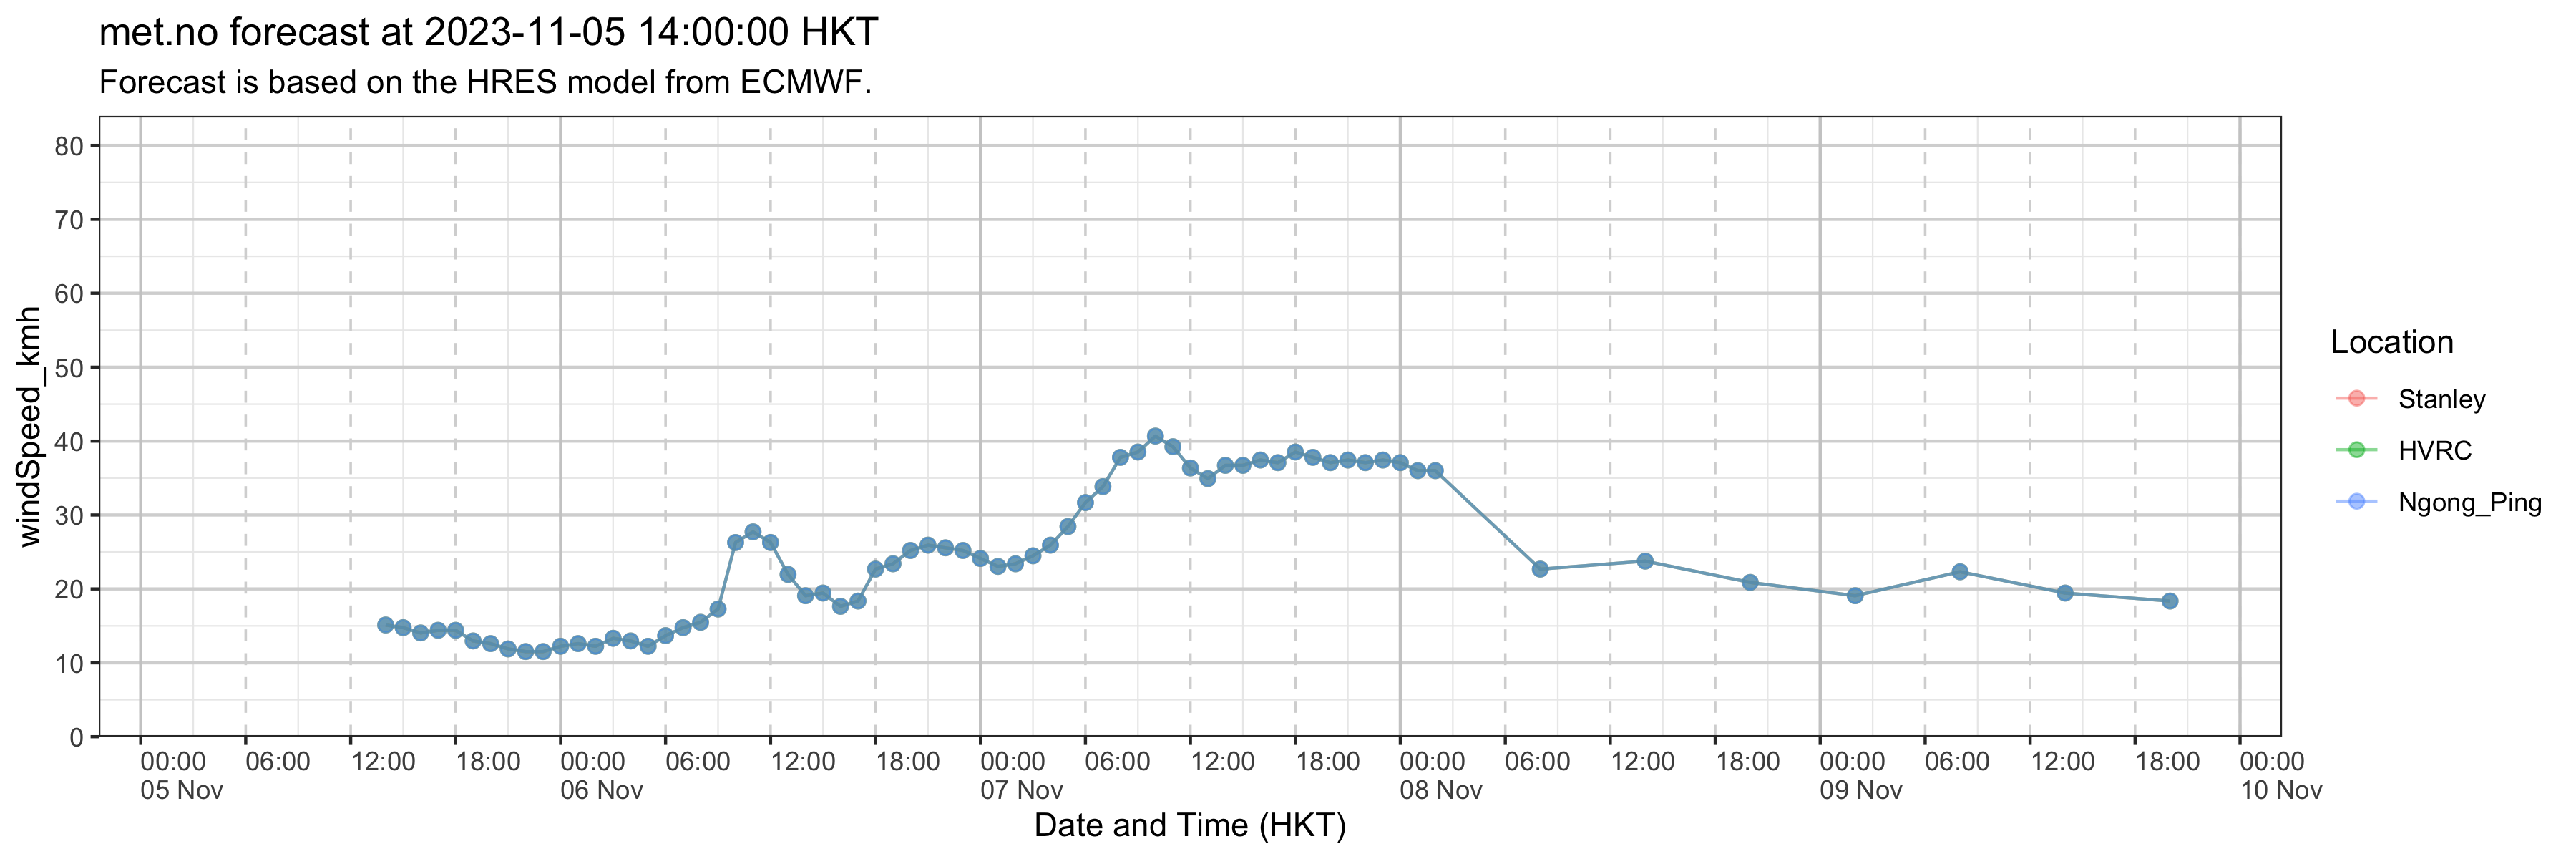 met.no forecast at 2023-11-05 14:00:00 HKT
Forecast is based on the HRES model from ECMWF.
windSpeed_kmh
80
70
60
50
40
30
20
10
0
00:00 06:00 12:00 18:00 00:00 06:00 12:00 18:00 00:00 06:00 12:00 18:00 00:00 06:00 12:00 18:00 00:00 06:00 12:00 18:00 00:00
05 Nov 06 Nov 07 Nov 08 Nov 09 Nov 10 Nov
Date and Time (HKT)
Location
Stanley
HVRC
Ngong_Ping